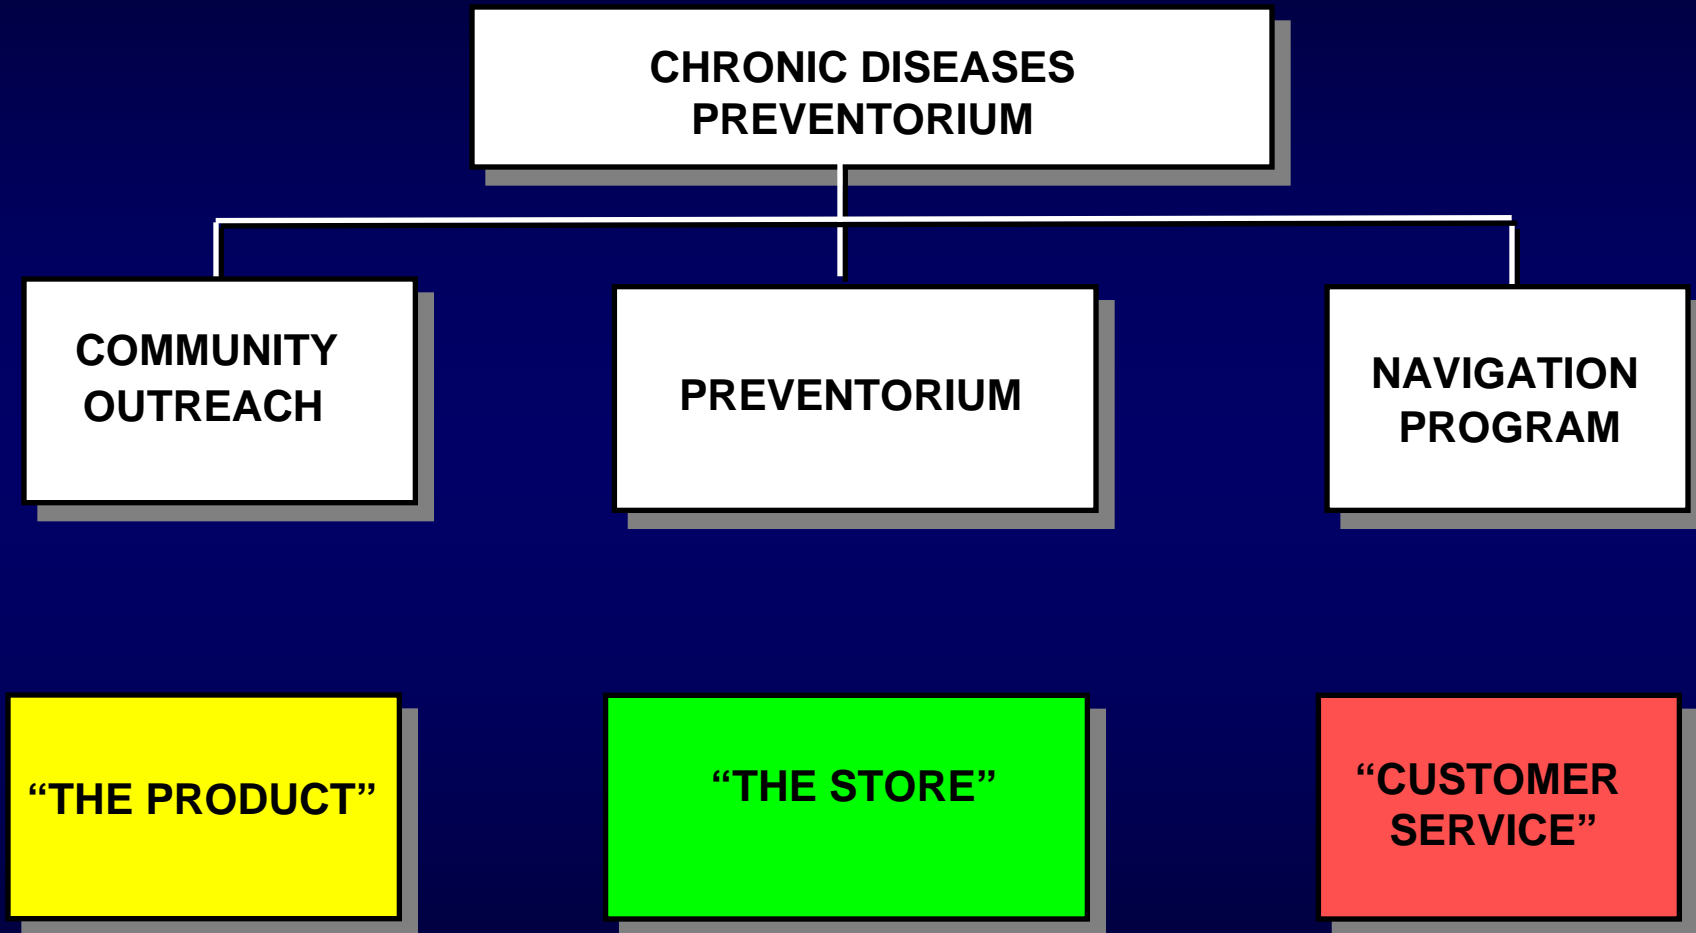 CHRONIC DISEASES
PREVENTORIUM
COMMUNITY
OUTREACH
PREVENTORIUM
NAVIGATION
PROGRAM
“THE PRODUCT”
“THE STORE”
“CUSTOMER
SERVICE”